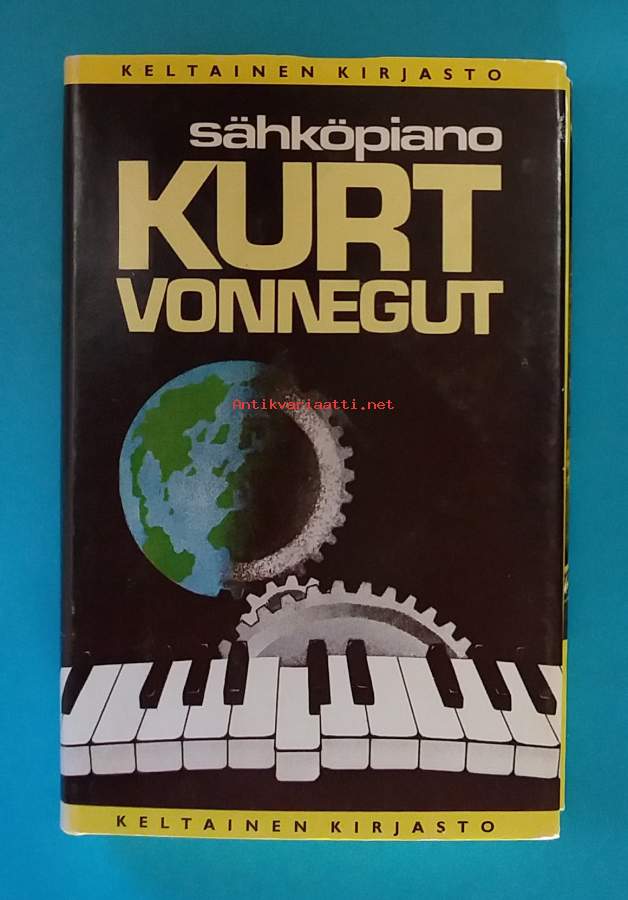 KELTAINEN KIRJASTO
sähköpiano
KURT
VONNEGUT
Antikvariaatti.net
KELTAINEN KIRJASTO